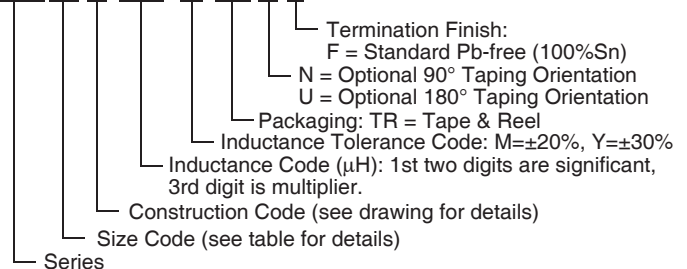 Termination Finish:
F = Standard Pb-free (100%Sn)
N = Optional 90° Taping Orientation
U = Optional 180° Taping Orientation
Packaging: TR = Tape & Reel
Inductance Tolerance Code: M=±20%, Y=±30%
Inductance Code (µH): 1st two digits are significant,
3rd digit is multiplier.
Construction Code (see drawing for details)
Size Code (see table for details)
Series